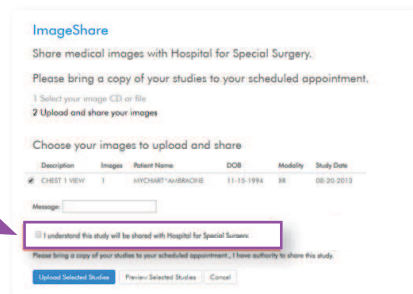 ImageShare
Share medical images with Hospital for Special Surgery.
Please bring a copy of your studies to your scheduled appointment.
1 Select your image CD or file
2 Upload and share your images
Choose your images to upload and share
Description Images Patient Name DOB Modality Study Date
CHEST 1 VIEW 1 MYCHART^AMBRAONE 11-15-1994 XR 08-20-2013
Message:
I understand this study will be shared with Hospital for Special Surgery.
Please bring a copy of your studies to your scheduled appointment., I have authority to share this study.
Upload Selected Studies Preview Selected Studies Cancel